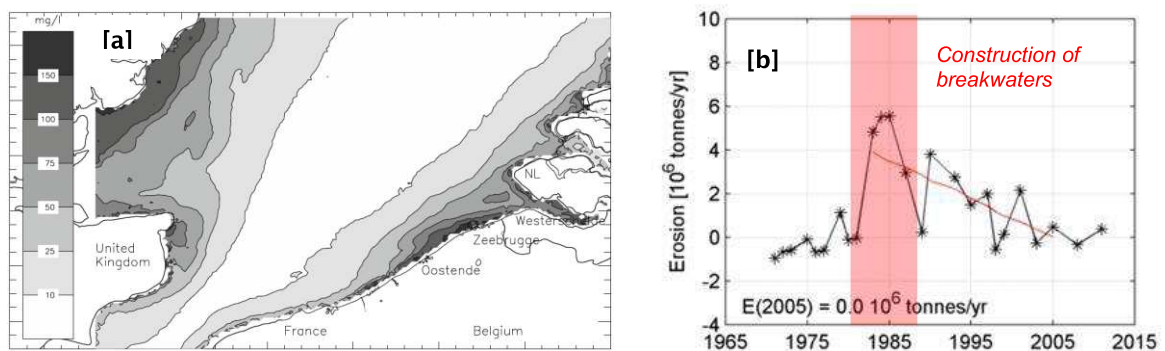 mg/l
[a]
150
100
75
50
25
10
United
Kingdom
NL
Westerschelde
Zeebrugge
Oostende
France
Belgium
[b]
Construction of
breakwaters
Erosion [10⁶ tonnes/yr]
10
8
6
4
2
0
-2
-4
E(2005) = 0.0 10⁶ tonnes/yr
1965 1975 1985 1995 2005 2015